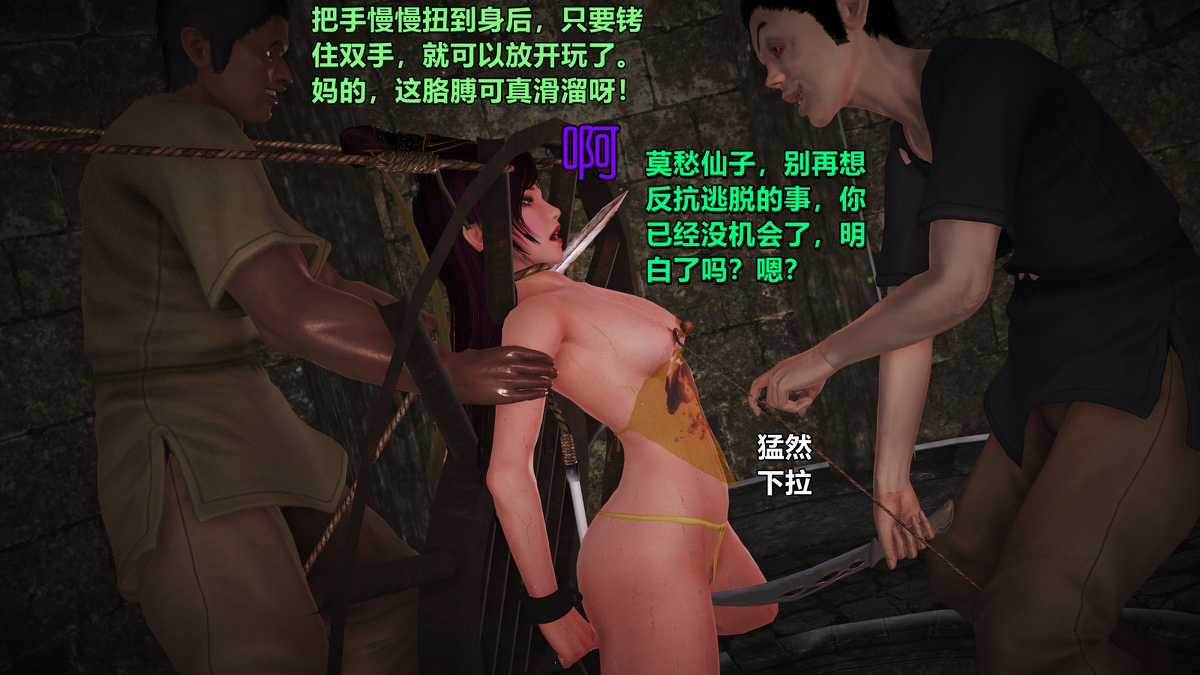 把手慢慢扭到身后，只要铐
住双手，就可以放开玩了。
妈的，这胳膊可真滑溜呀！
啊
莫愁仙子，别再想
反抗逃脱的事，你
已经没机会了，明
白了吗？嗯？
猛然
下拉